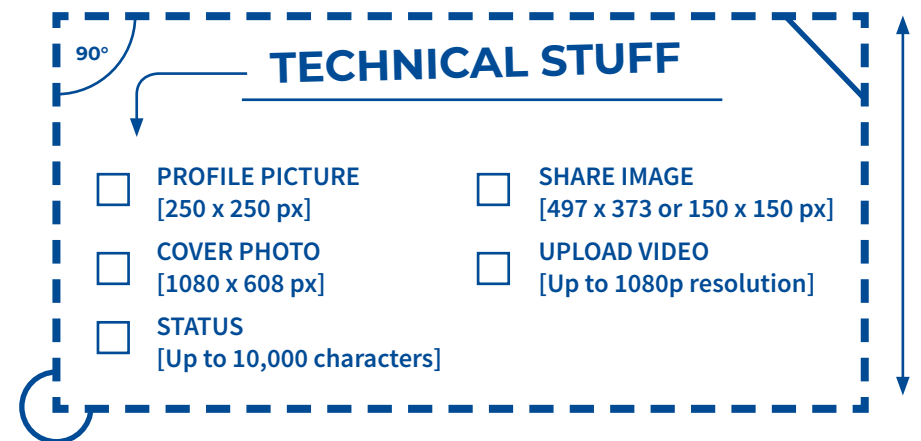 90°
TECHNICAL STUFF
PROFILE PICTURE
[250 x 250 px]
COVER PHOTO
[1080 x 608 px]
STATUS
[Up to 10,000 characters]
SHARE IMAGE
[497 x 373 or 150 x 150 px]
UPLOAD VIDEO
[Up to 1080p resolution]